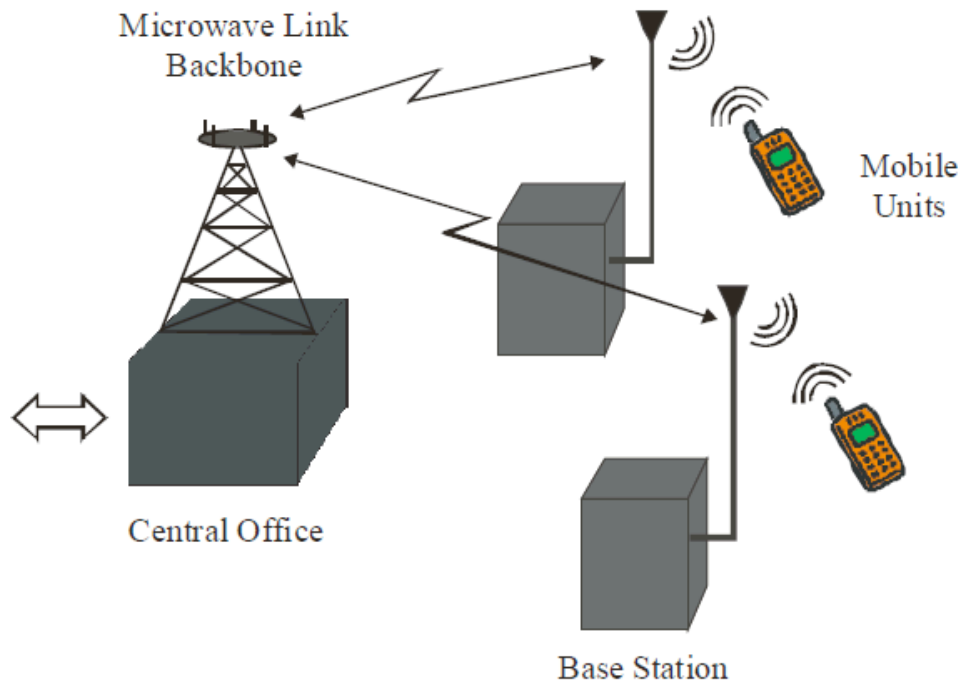 Microwave Link
Backbone
Mobile
Units
Central Office
Base Station